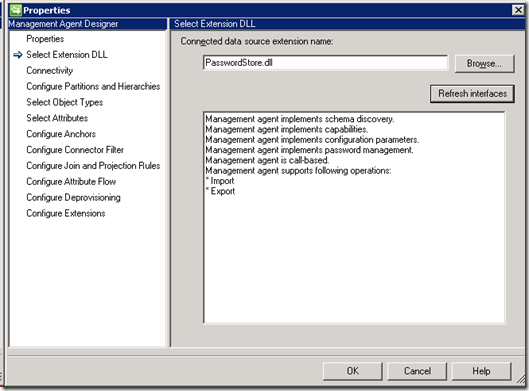 Properties
Management Agent Designer
Properties
Select Extension DLL
Connectivity
Configure Partitions and Hierarchies
Select Object Types
Select Attributes
Configure Anchors
Configure Connector Filter
Configure Join and Projection Rules
Configure Attribute Flow
Configure Deprovisioning
Configure Extensions
Select Extension DLL
Connected data source extension name:
PasswordStore.dll
Browse...
Refresh interfaces
Management agent implements schema discovery.
Management agent implements capabilities.
Management agent implements configuration parameters.
Management agent implements password management.
Management agent is call-based.
Management agent supports following operations:
* Import
* Export
OK
Cancel
Help